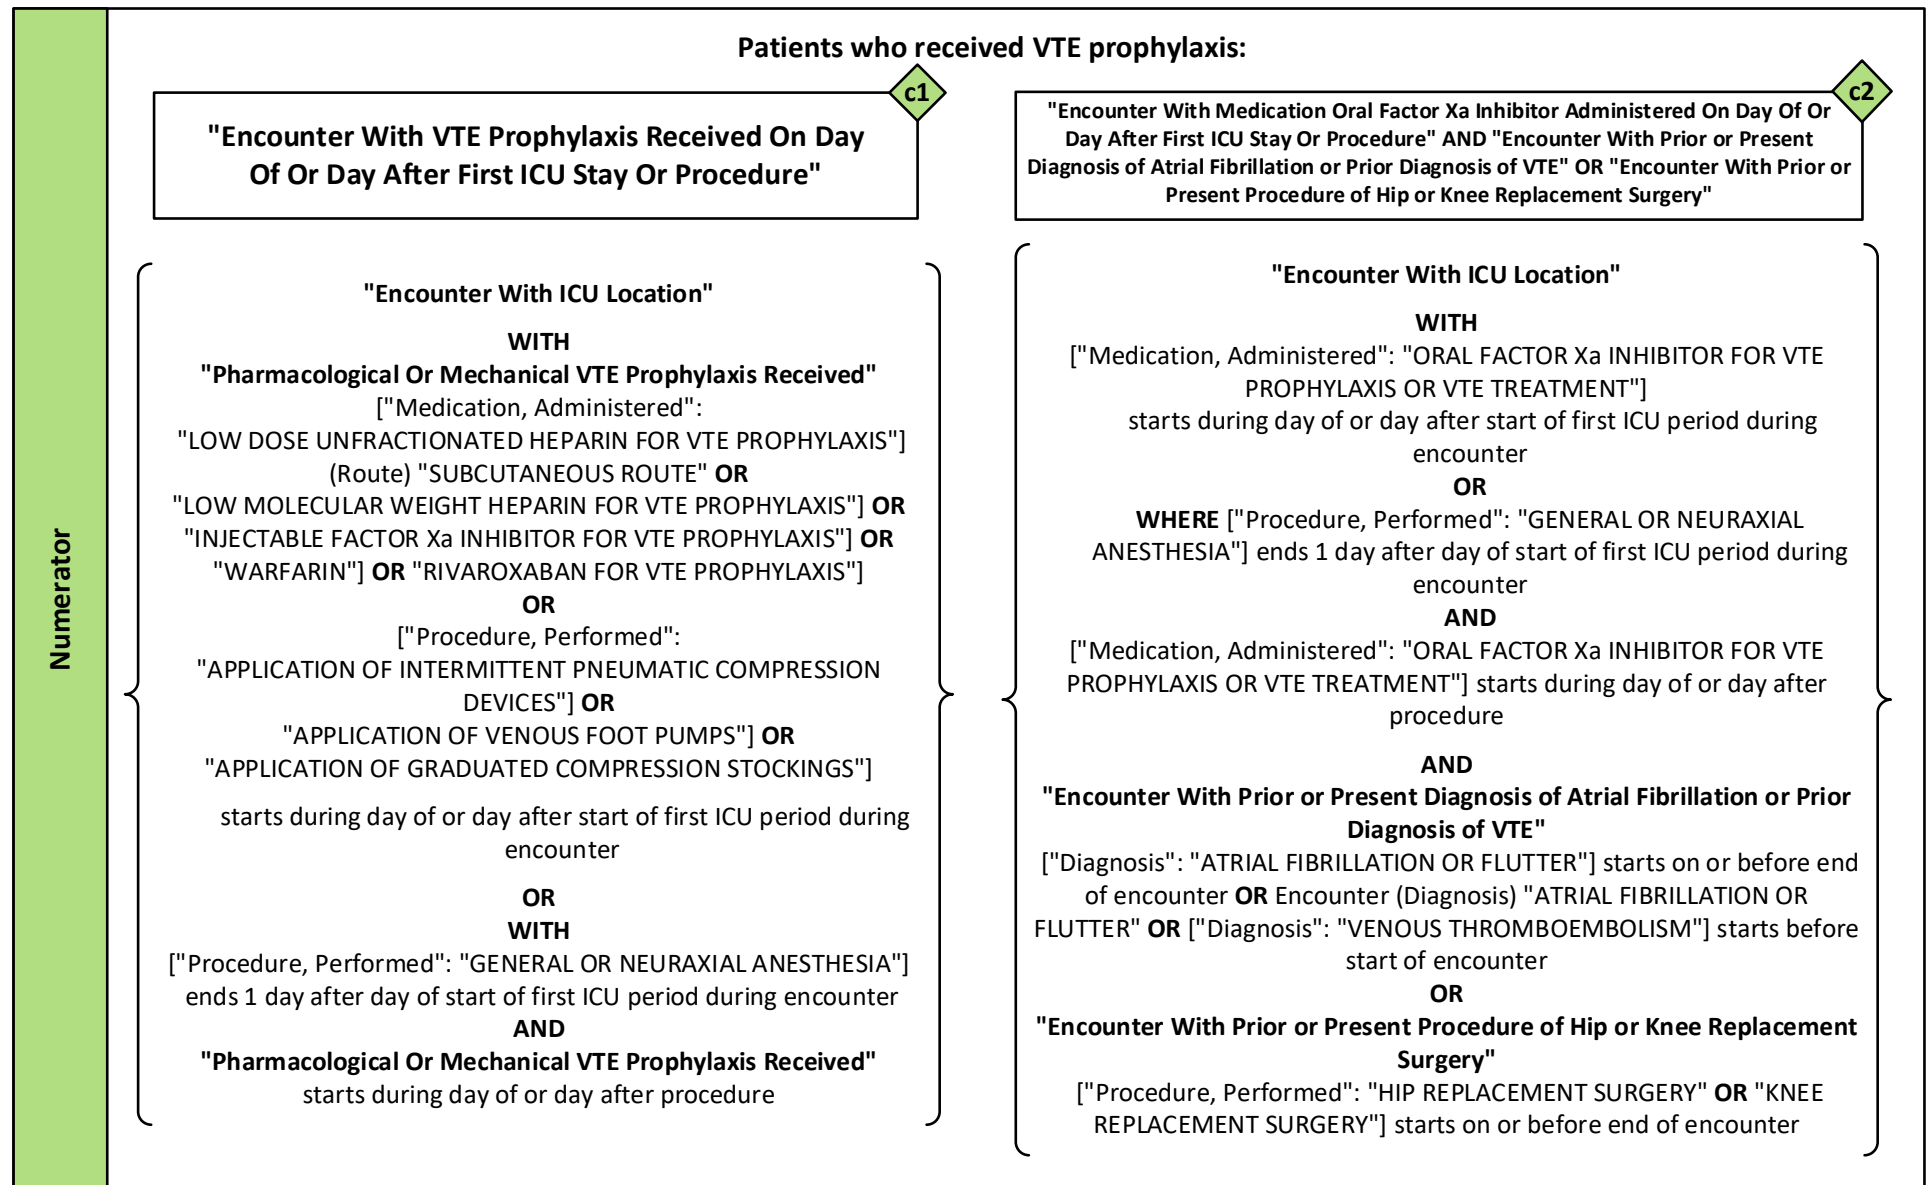 Numerator
Patients who received VTE prophylaxis:
c1
"Encounter With VTE Prophylaxis Received On Day
Of Or Day After First ICU Stay Or Procedure"
"Encounter With ICU Location"
WITH
"Pharmacological Or Mechanical VTE Prophylaxis Received"
["Medication, Administered":
"LOW DOSE UNFRACTIONATED HEPARIN FOR VTE PROPHYLAXIS"]
(Route) "SUBCUTANEOUS ROUTE" OR
"LOW MOLECULAR WEIGHT HEPARIN FOR VTE PROPHYLAXIS"] OR
"INJECTABLE FACTOR Xa INHIBITOR FOR VTE PROPHYLAXIS"] OR
"WARFARIN"] OR "RIVAROXABAN FOR VTE PROPHYLAXIS"]
OR
["Procedure, Performed":
"APPLICATION OF INTERMITTENT PNEUMATIC COMPRESSION
DEVICES"] OR
"APPLICATION OF VENOUS FOOT PUMPS"] OR
"APPLICATION OF GRADUATED COMPRESSION STOCKINGS"]
starts during day of or day after start of first ICU period during
encounter
OR
WITH
["Procedure, Performed": "GENERAL OR NEURAXIAL ANESTHESIA"]
ends 1 day after day of start of first ICU period during encounter
AND
"Pharmacological Or Mechanical VTE Prophylaxis Received"
starts during day of or day after procedure
c2
"Encounter With Medication Oral Factor Xa Inhibitor Administered On Day Of Or
Day After First ICU Stay Or Procedure" AND "Encounter With Prior or Present
Diagnosis of Atrial Fibrillation or Prior Diagnosis of VTE" OR "Encounter With Prior or
Present Procedure of Hip or Knee Replacement Surgery"
"Encounter With ICU Location"
WITH
["Medication, Administered": "ORAL FACTOR Xa INHIBITOR FOR VTE
PROPHYLAXIS OR VTE TREATMENT"]
starts during day of or day after start of first ICU period during
encounter
OR
WHERE ["Procedure, Performed": "GENERAL OR NEURAXIAL
ANESTHESIA"] ends 1 day after day of start of first ICU period during
encounter
AND
["Medication, Administered": "ORAL FACTOR Xa INHIBITOR FOR VTE
PROPHYLAXIS OR VTE TREATMENT"] starts during day of or day after
procedure
AND
"Encounter With Prior or Present Diagnosis of Atrial Fibrillation or Prior
Diagnosis of VTE"
["Diagnosis": "ATRIAL FIBRILLATION OR FLUTTER"] starts on or before end
of encounter OR Encounter (Diagnosis) "ATRIAL FIBRILLATION OR
FLUTTER" OR ["Diagnosis": "VENOUS THROMBOEMBOLISM"] starts before
start of encounter
OR
"Encounter With Prior or Present Procedure of Hip or Knee Replacement
Surgery"
["Procedure, Performed": "HIP REPLACEMENT SURGERY" OR "KNEE
REPLACEMENT SURGERY"] starts on or before end of encounter